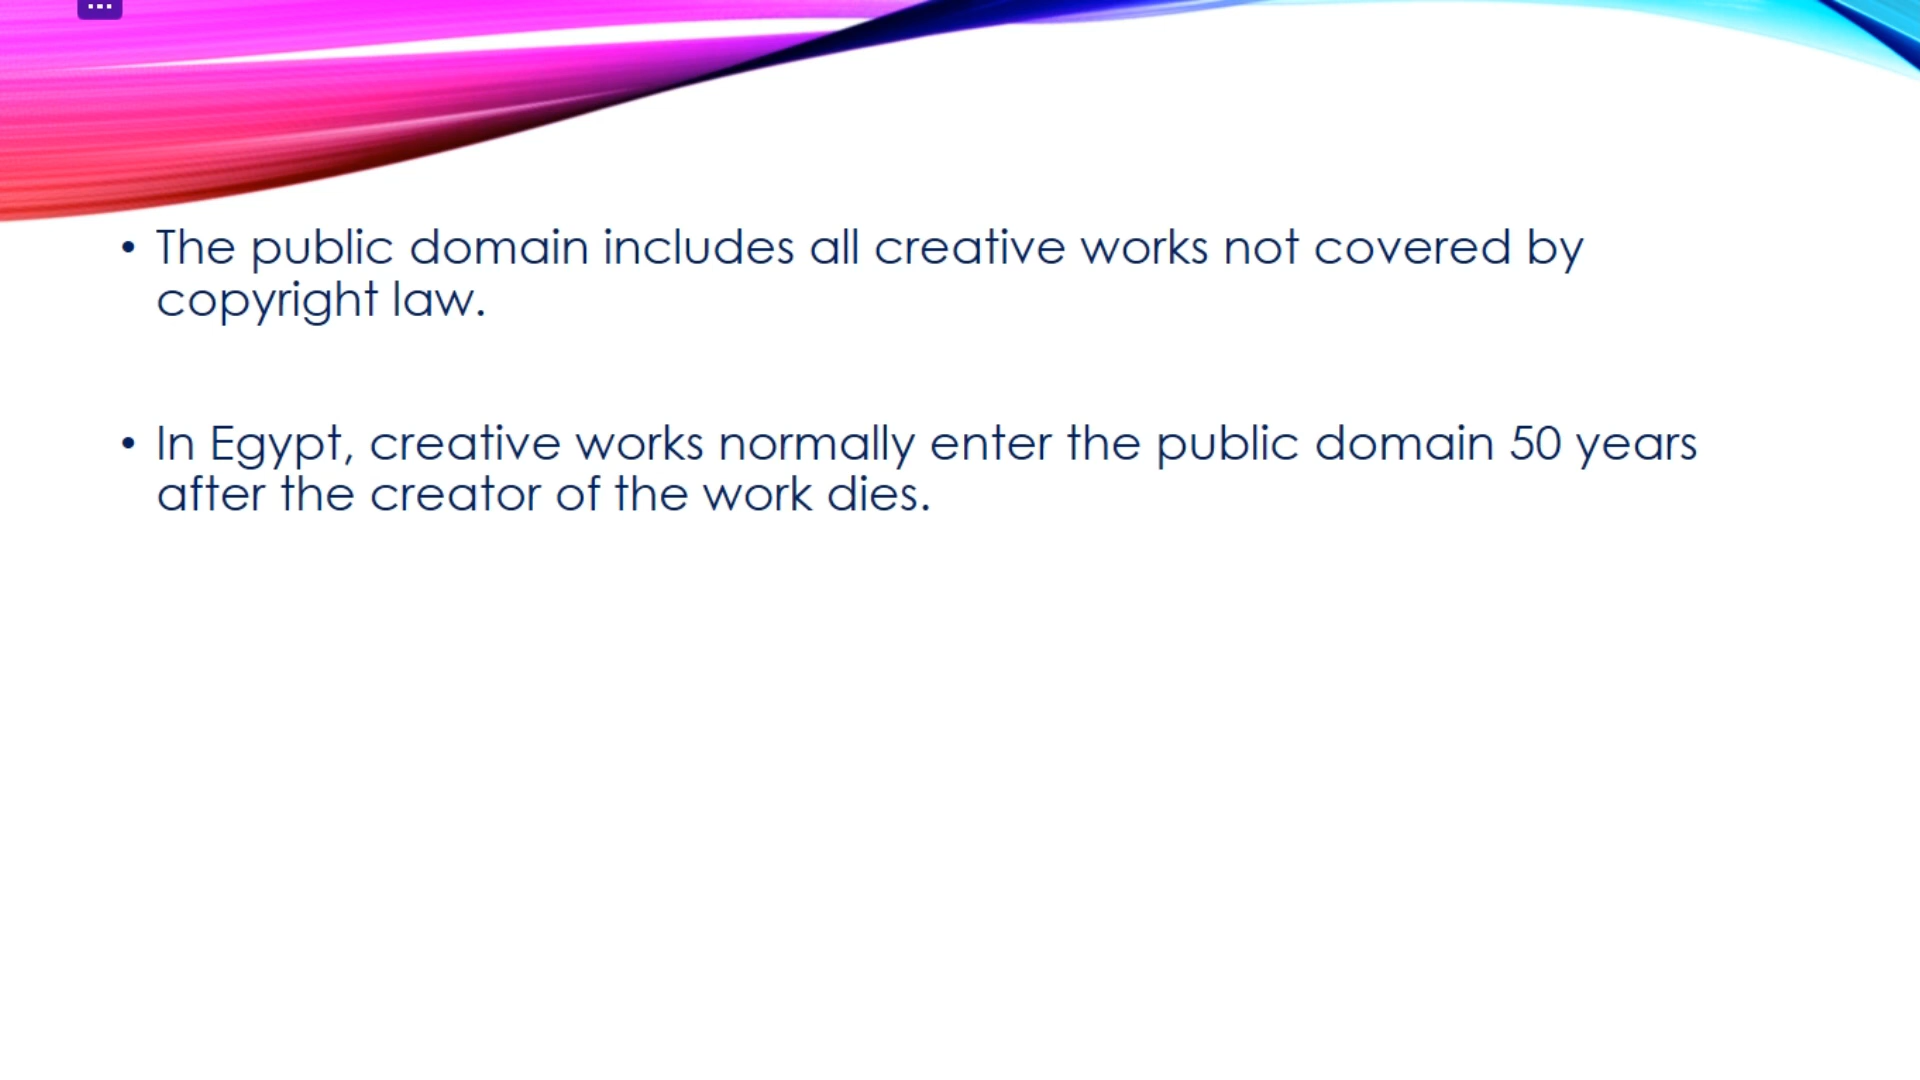 • The public domain includes all creative works not covered by
copyright law.
• In Egypt, creative works normally enter the public domain 50 years
after the creator of the work dies.